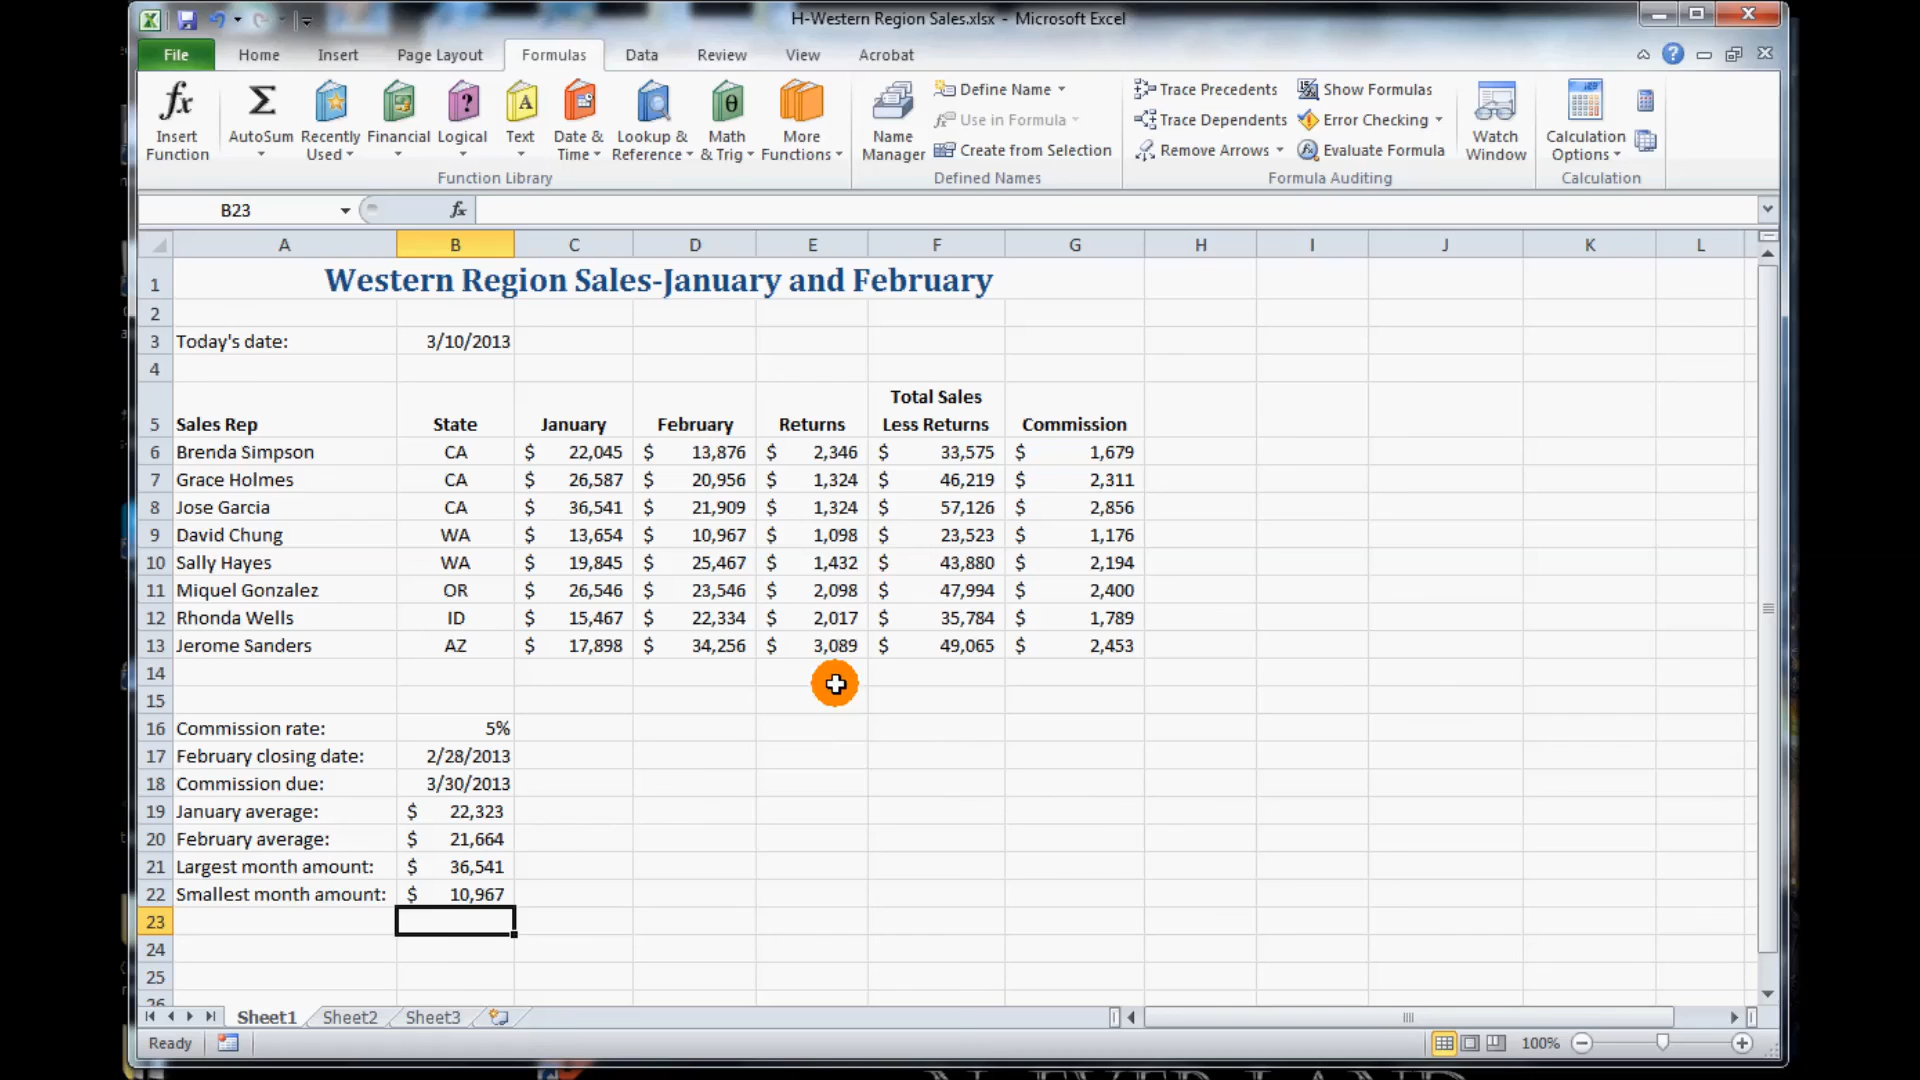 H-Western Region Sales.xlsx - Microsoft Excel
File Home Insert Page Layout Formulas Data Review View Acrobat
Insert Function AutoSum Recently Used Financial Logical Text Date & Time Lookup & Reference Math & Trig More Functions
Function Library
Name Manager Define Name Use in Formula Create from Selection
Defined Names
Trace Precedents Trace Dependents Remove Arrows Show Formulas Error Checking Evaluate Formula Watch Window
Formula Auditing
Calculation Options
Calculation
B23 fx
A B C D E F G H I J K L
1 Western Region Sales-January and February
2
3 Today's date: 3/10/2013
4
Total Sales
5 Sales Rep State January February Returns Less Returns Commission
6 Brenda Simpson CA $ 22,045 $ 13,876 $ 2,346 $ 33,575 $ 1,679
7 Grace Holmes CA $ 26,587 $ 20,956 $ 1,324 $ 46,219 $ 2,311
8 Jose Garcia CA $ 36,541 $ 21,909 $ 1,324 $ 57,126 $ 2,856
9 David Chung WA $ 13,654 $ 10,967 $ 1,098 $ 23,523 $ 1,176
10 Sally Hayes WA $ 19,845 $ 25,467 $ 1,432 $ 43,880 $ 2,194
11 Miquel Gonzalez OR $ 26,546 $ 23,546 $ 2,098 $ 47,994 $ 2,400
12 Rhonda Wells ID $ 15,467 $ 22,334 $ 2,017 $ 35,784 $ 1,789
13 Jerome Sanders AZ $ 17,898 $ 34,256 $ 3,089 $ 49,065 $ 2,453
14
15
16 Commission rate: 5%
17 February closing date: 2/28/2013
18 Commission due: 3/30/2013
19 January average: $ 22,323
20 February average: $ 21,664
21 Largest month amount: $ 36,541
22 Smallest month amount: $ 10,967
23
24
25
26
Sheet1 Sheet2 Sheet3
Ready 100%